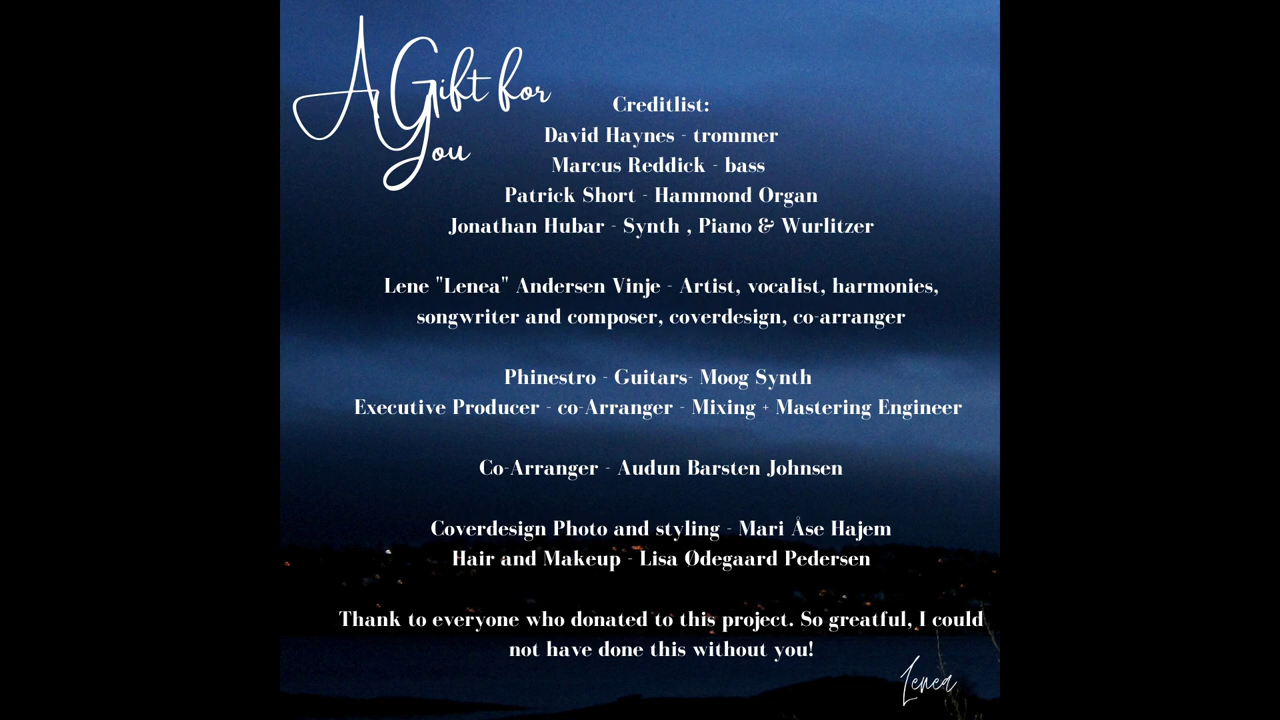 A Gift for
You
Creditlist:
David Haynes - trommer
Marcus Reddick - bass
Patrick Short - Hammond Organ
Jonathan Hubar - Synth , Piano & Wurlitzer
Lene "Lenea" Andersen Vinje - Artist, vocalist, harmonies,
songwriter and composer, coverdesign, co-arranger
Phinestro - Guitars- Moog Synth
Executive Producer - co-Arranger - Mixing + Mastering Engineer
Co-Arranger - Audun Barsten Johnsen
Coverdesign Photo and styling - Mari Åse Hajem
Hair and Makeup - Lisa Ødegaard Pedersen
Thank to everyone who donated to this project. So greatful, I could
not have done this without you!
Lenea